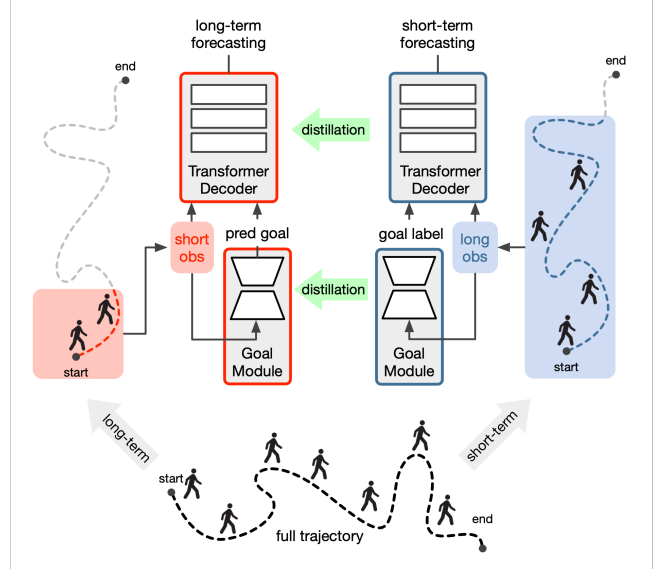 long-term
forecasting
short-term
forecasting
end
end
distillation
Transformer
Decoder
Transformer
Decoder
short
obs
pred goal
goal label
long
obs
distillation
Goal
Module
Goal
Module
start
start
long-term
short-term
start
end
full trajectory